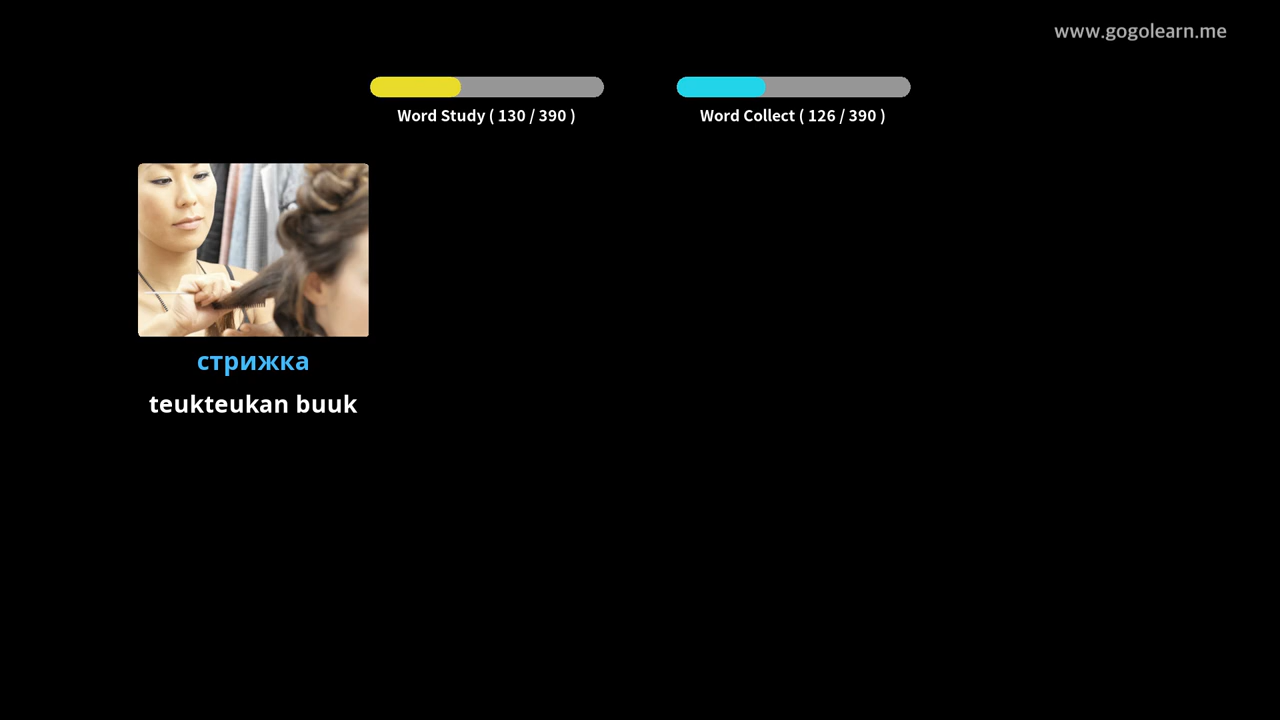 www.gogolearn.me
Word Study ( 130 / 390 )
Word Collect ( 126 / 390 )
стрижка
teukteukan buuk